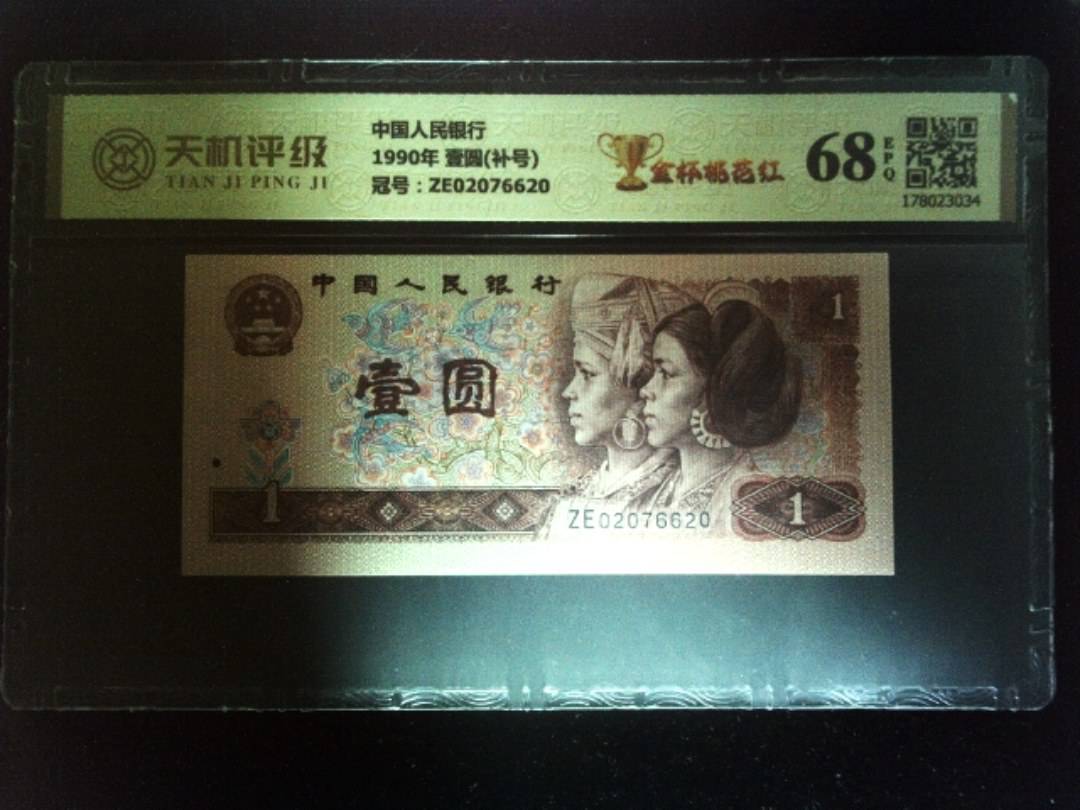 天机评级
TIAN JI PING JI
中国人民银行
1990年 壹圆(补号)
冠号：ZE02076620
金杯桃花红
68
EPQ
178023034
中国人民银行
1
壹圆
1
ZE02076620
1